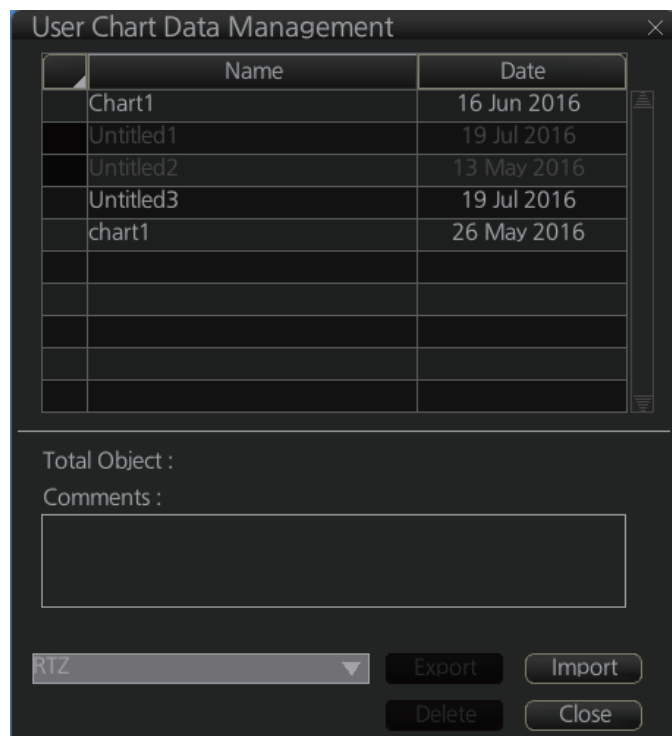 User Chart Data Management
Name Date
Chart1 16 Jun 2016
Untitled1 19 Jul 2016
Untitled2 13 May 2016
Untitled3 19 Jul 2016
chart1 26 May 2016
Total Object :
Comments :
RTZ Export Import
Delete Close